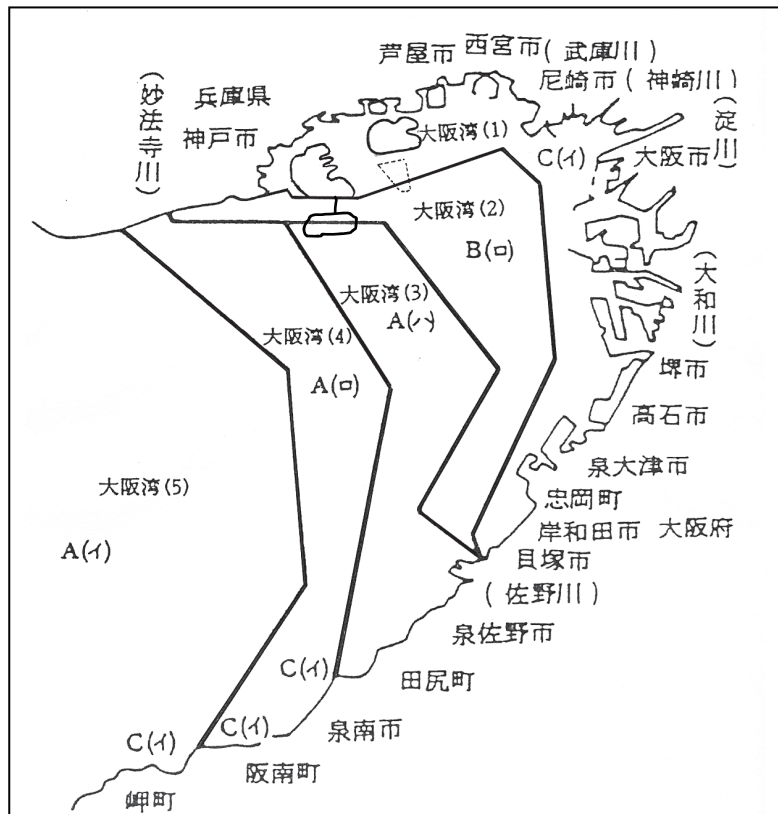 芦屋市 西宮市(武庫川)
尼崎市(神崎川)
(妙法寺川)
兵庫県
神戸市
大阪湾(1)
C(イ)
大阪市
(淀川)
大阪湾(2)
B(ロ)
(大和川)
大阪湾(3)
A(ハ)
大阪湾(4)
A(ロ)
堺市
高石市
大阪湾(5)
泉大津市
忠岡町
岸和田市 大阪府
A(イ)
貝塚市
(佐野川)
泉佐野市
C(イ)
田尻町
C(イ)
泉南市
C(イ)
阪南町
岬町